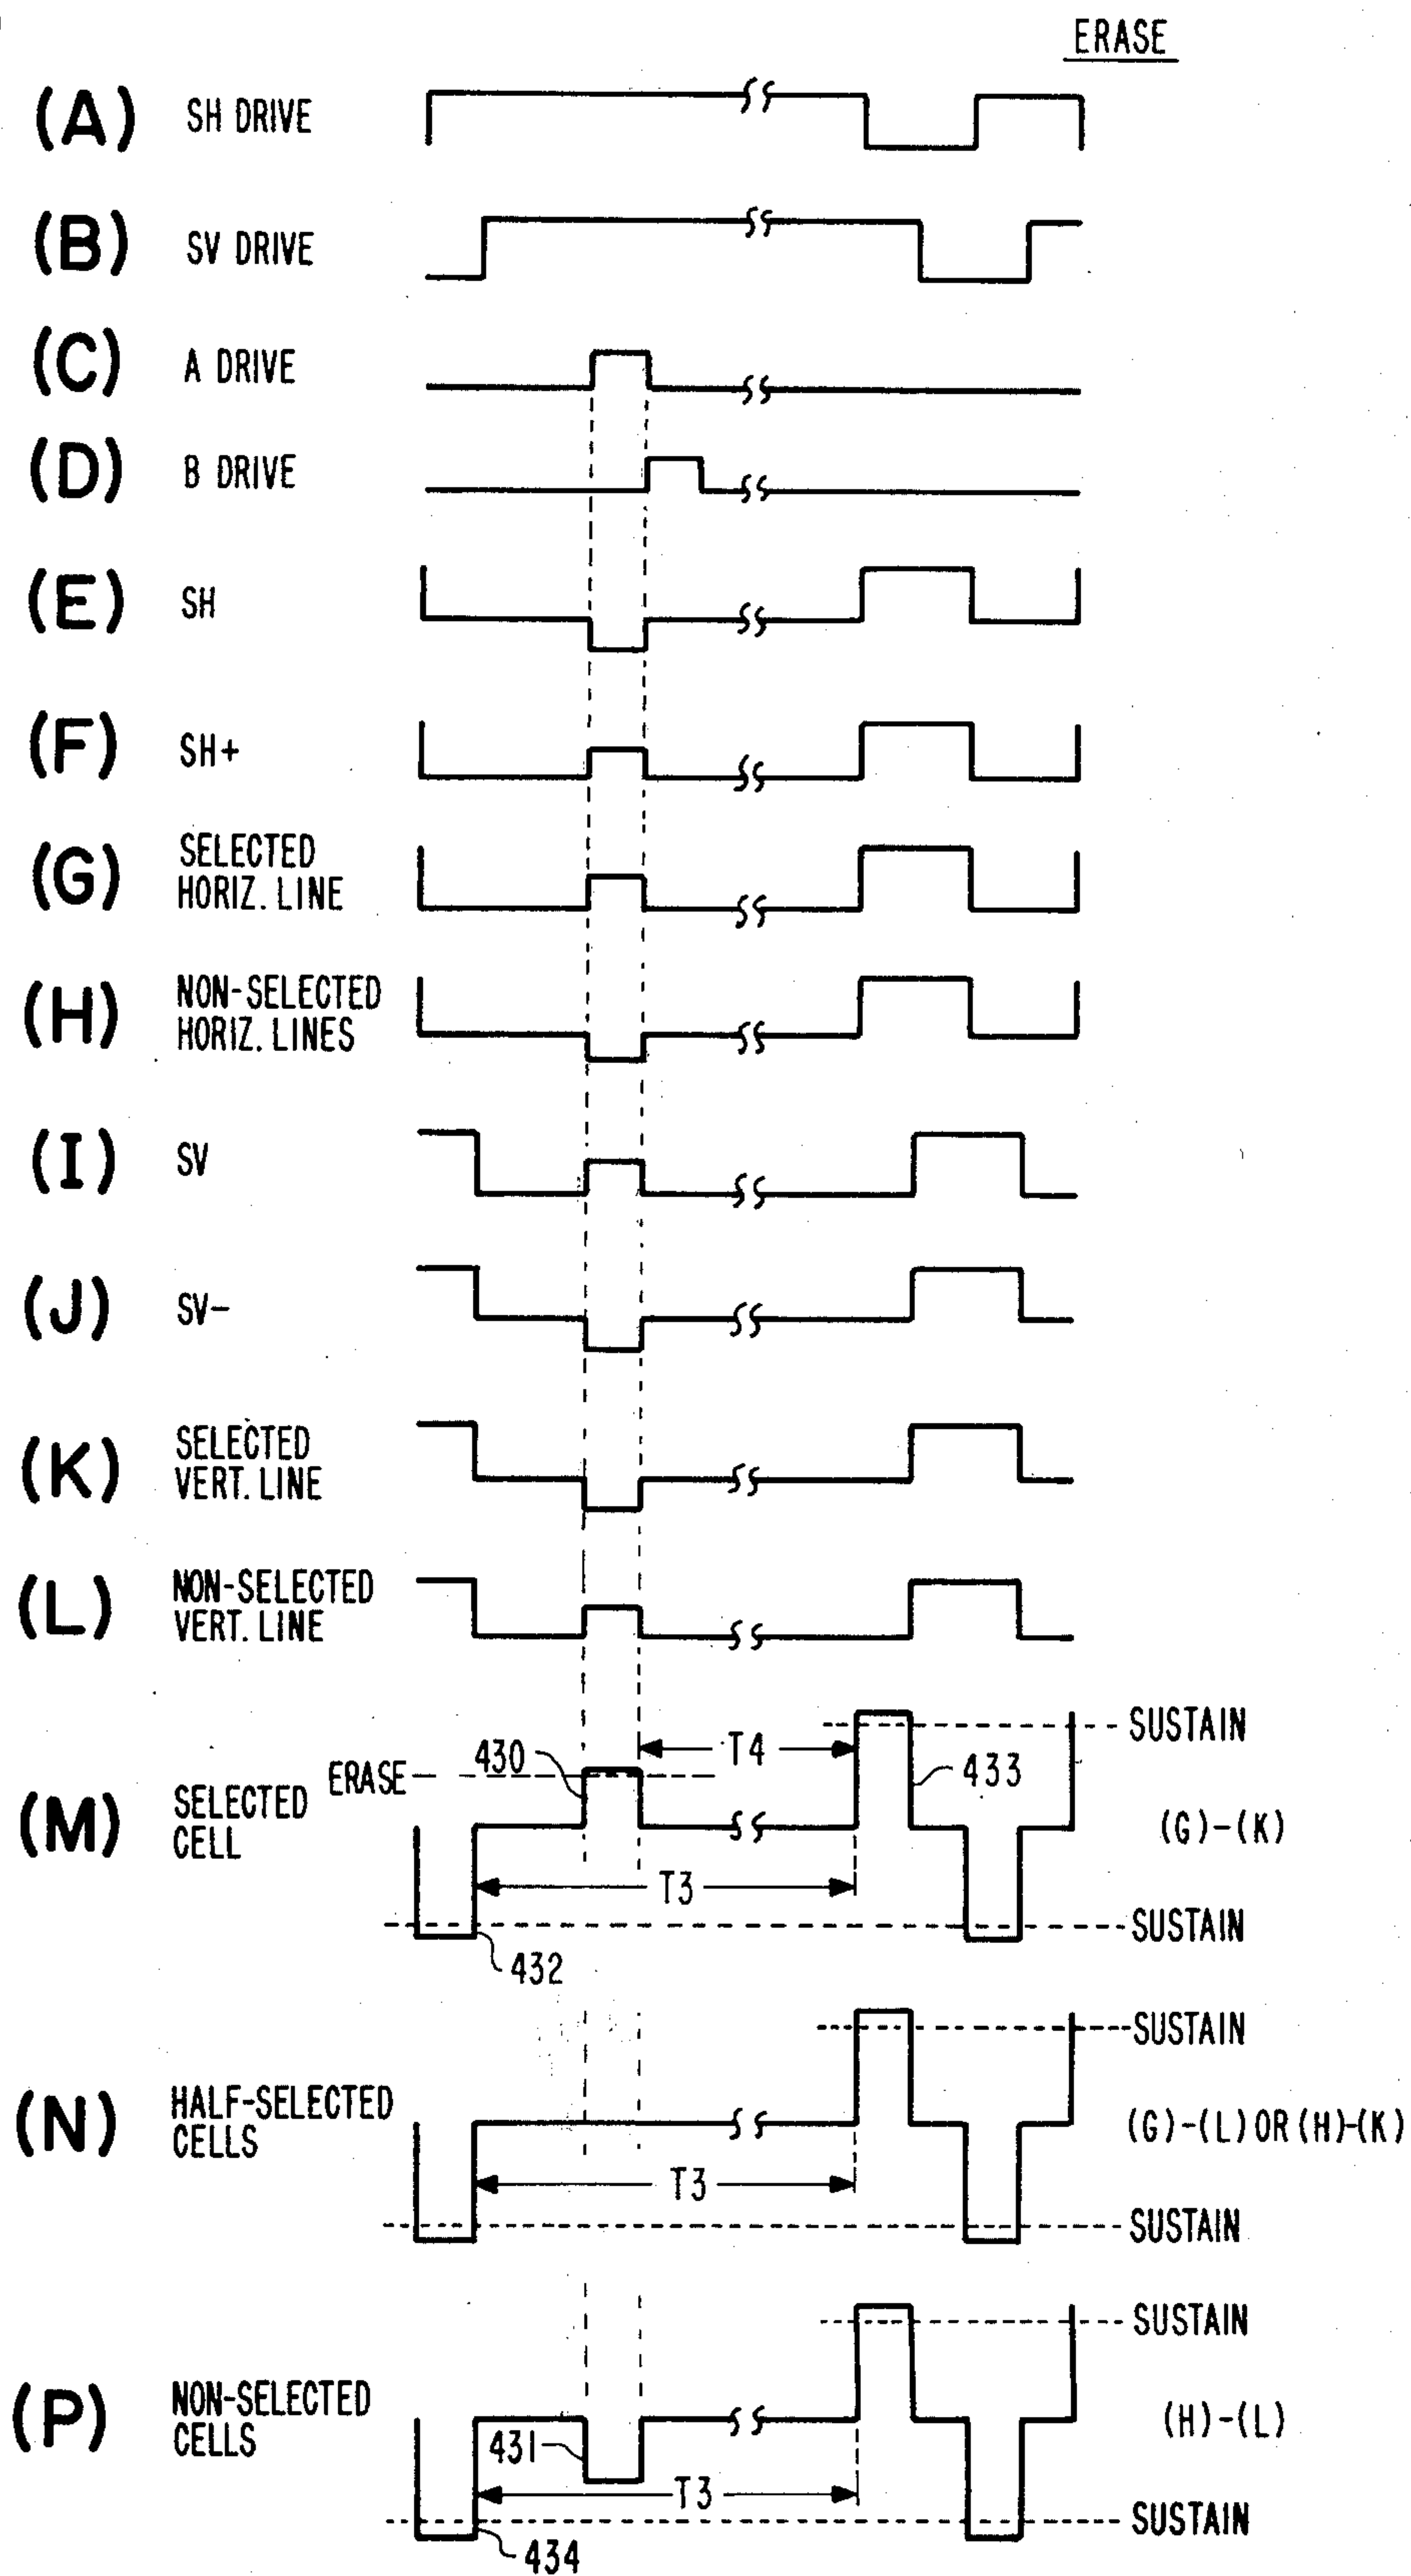 ERASE
(A) SH DRIVE
(B) SV DRIVE
(C) A DRIVE
(D) B DRIVE
(E) SH
(F) SH+
(G) SELECTED
HORIZ. LINE
(H) NON-SELECTED
HORIZ. LINES
(I) SV
(J) SV-
(K) SELECTED
VERT. LINE
(L) NON-SELECTED
VERT. LINE
SUSTAIN
430 T4
ERASE 433
(M) SELECTED
CELL
(G)-(K)
T3
SUSTAIN
432
SUSTAIN
(N) HALF-SELECTED
CELLS
(G)-(L) OR (H)-(K)
T3
SUSTAIN
SUSTAIN
(P) NON-SELECTED
CELLS
(H)-(L)
431
T3
SUSTAIN
434